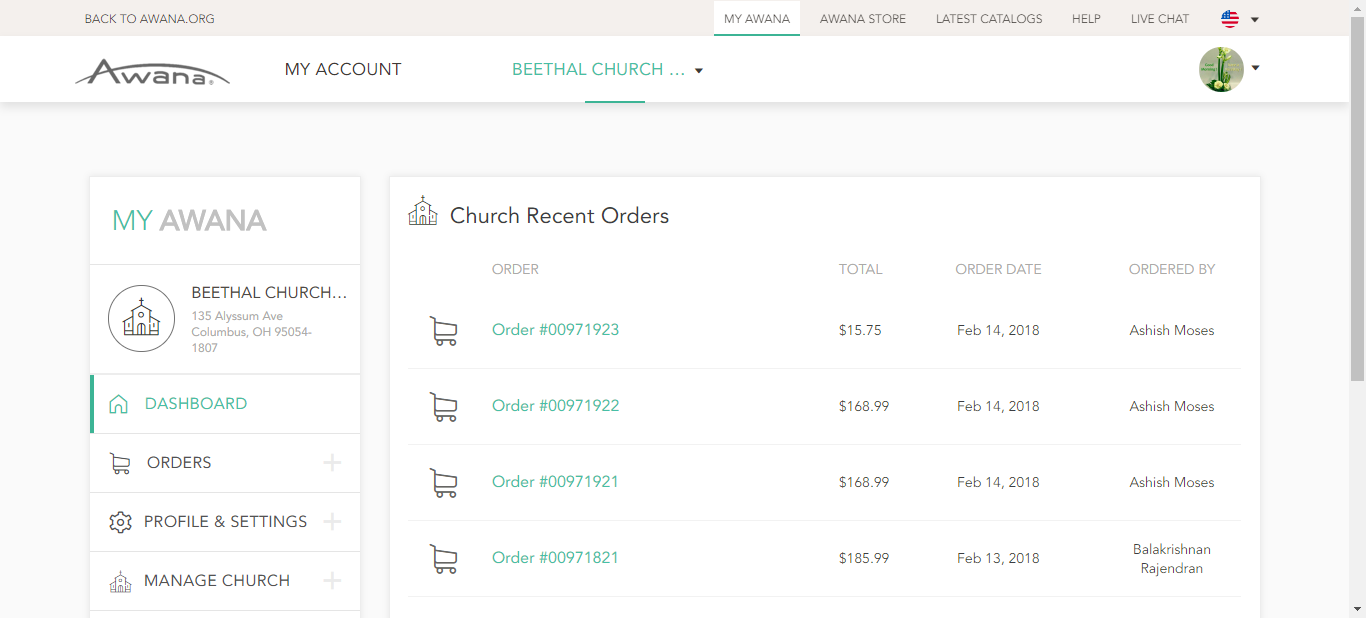 BACK TO AWANA.ORG
MY AWANA
AWANA STORE
LATEST CATALOGS
HELP
LIVE CHAT
Awana®
MY ACCOUNT
BEETHAL CHURCH ...
MY AWANA
BEETHAL CHURCH...
135 Alyssum Ave
Columbus, OH 95054-
1807
DASHBOARD
ORDERS
PROFILE & SETTINGS
MANAGE CHURCH
Church Recent Orders
ORDER TOTAL ORDER DATE ORDERED BY
Order #00971923 $15.75 Feb 14, 2018 Ashish Moses
Order #00971922 $168.99 Feb 14, 2018 Ashish Moses
Order #00971921 $168.99 Feb 14, 2018 Ashish Moses
Order #00971821 $185.99 Feb 13, 2018 Balakrishnan
Rajendran